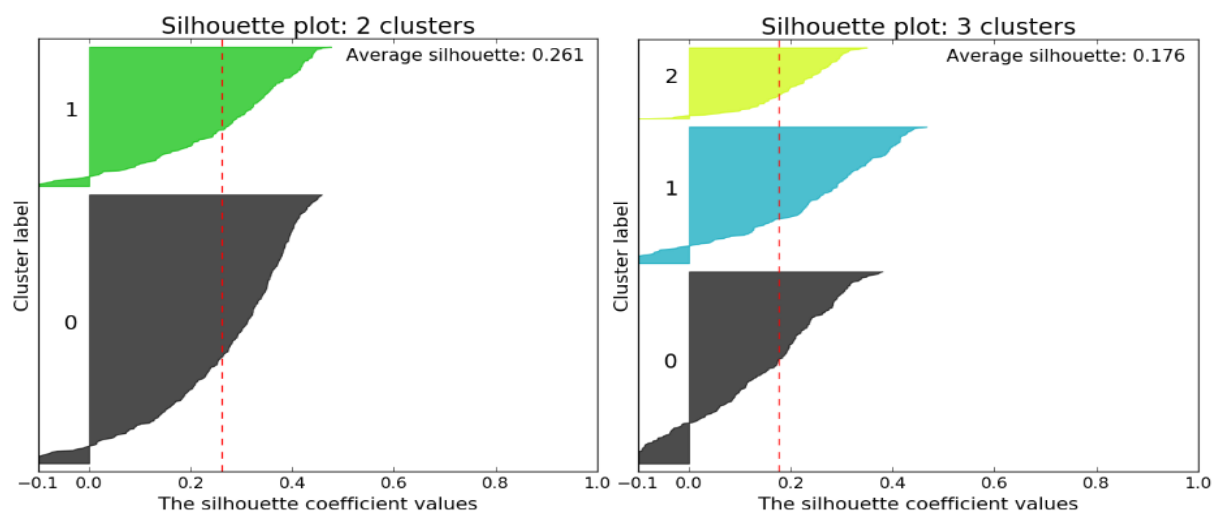 Silhouette plot: 2 clusters
Average silhouette: 0.261
1
0
Cluster label
−0.1 0.0 0.2 0.4 0.6 0.8 1.0
The silhouette coefficient values
Silhouette plot: 3 clusters
Average silhouette: 0.176
2
1
0
Cluster label
−0.1 0.0 0.2 0.4 0.6 0.8 1.0
The silhouette coefficient values